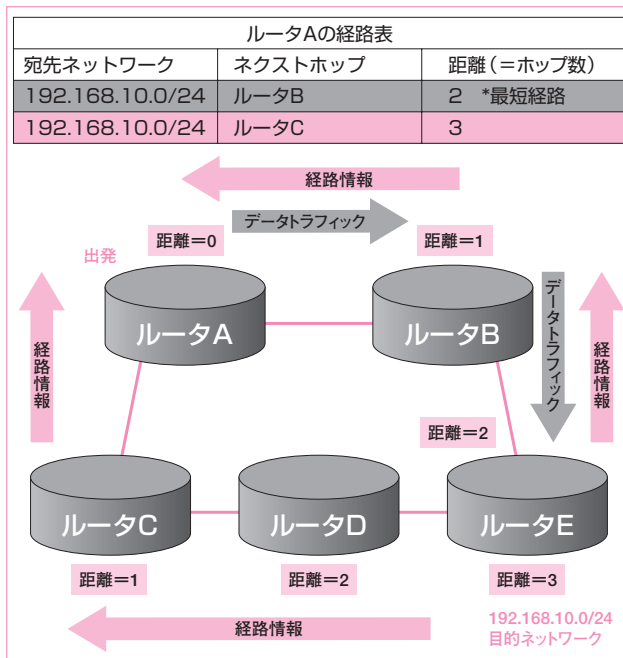 ルータAの経路表
宛先ネットワーク ネクストホップ 距離(=ホップ数)
192.168.10.0/24 ルータB 2 *最短経路
192.168.10.0/24 ルータC 3
経路情報
データトラフィック
距離=0
距離=1
出発
ルータA
ルータB
経路情報
データトラフィック
経路情報
距離=2
ルータC
ルータD
ルータE
距離=1
距離=2
距離=3
経路情報
192.168.10.0/24
目的ネットワーク